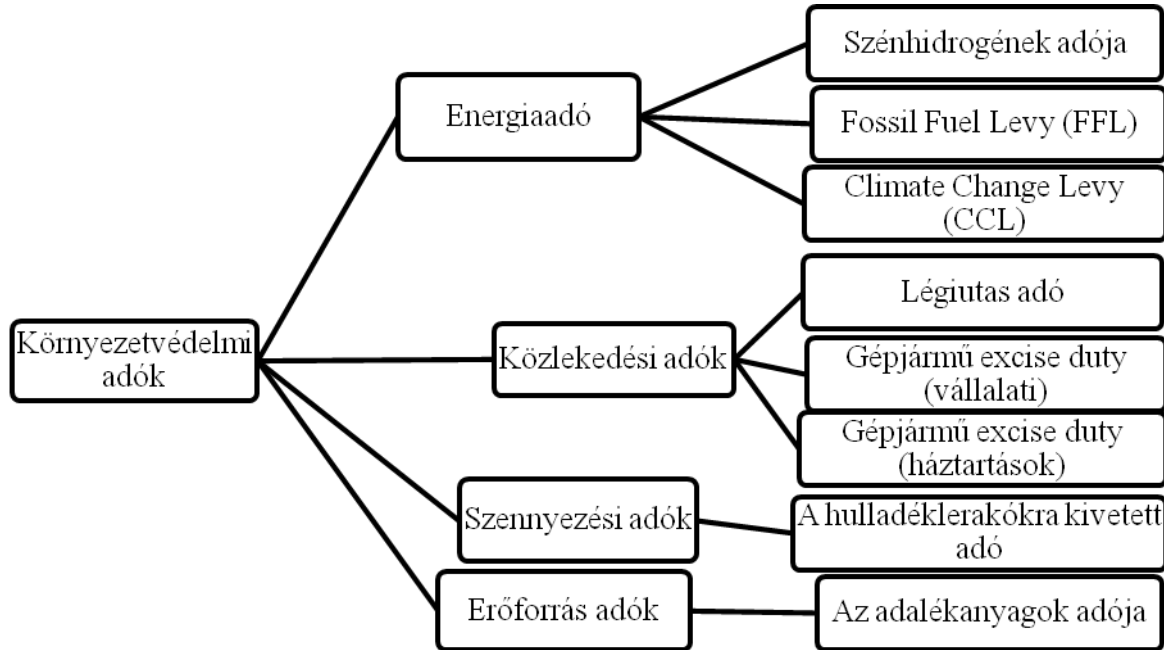 Környezetvédelmi
adók
Energiaadó
Szénhidrogének adója
Fossil Fuel Levy (FFL)
Climate Change Levy
(CCL)
Közlekedési adók
Légiutas adó
Gépjármű excise duty
(vállalati)
Gépjármű excise duty
(háztartások)
Szennyezési adók
A hulladéklerakókra kivetett
adó
Erőforrás adók
Az adalékanyagok adója